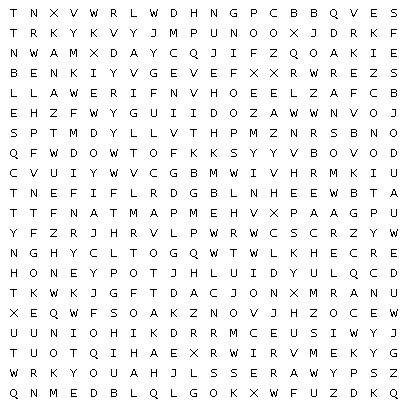 T N X V W R L W D H N G P C B B Q V E S
T R K Y K V Y J M P U N O O X J D R K F
N W A M X D A Y C Q J I F Z Q O A K I E
B E N K I Y V G E V E F X X R W R E Z S
L L A W E R I F N V H O E E L Z A F C B
E H Z F W Y G U I I D O Z A W W N V O J
S P T M D Y L L V T H P M Z N R S B N O
Q F W D O W T O F K K S Y Y V B O V O D
C V U I Y W V C G B M W I V H R M K I U
T N E F I F L R D G B L N H E E W B T A
T T F N A T M A P M E H V X P A A G P U
Y F Z R J H R V L P W R W C S C R Z Y W
N G H Y C L T O G Q W T W L K H E C R E
H O N E Y P O T J H L U I D Y U L Q C D
T K W K J G F T D A C J O N X M R A N U
X E Q W F S O A K Z N O V J H Z O C E W
U U N I O H I K D R R M C E U S I W Y J
T U O T Q I H A E X R W I R V M E K Y G
W R K Y O U A H J L S S E R A W Y P S Z
Q N M E D B L Q L G O K X W F U Z D K Q